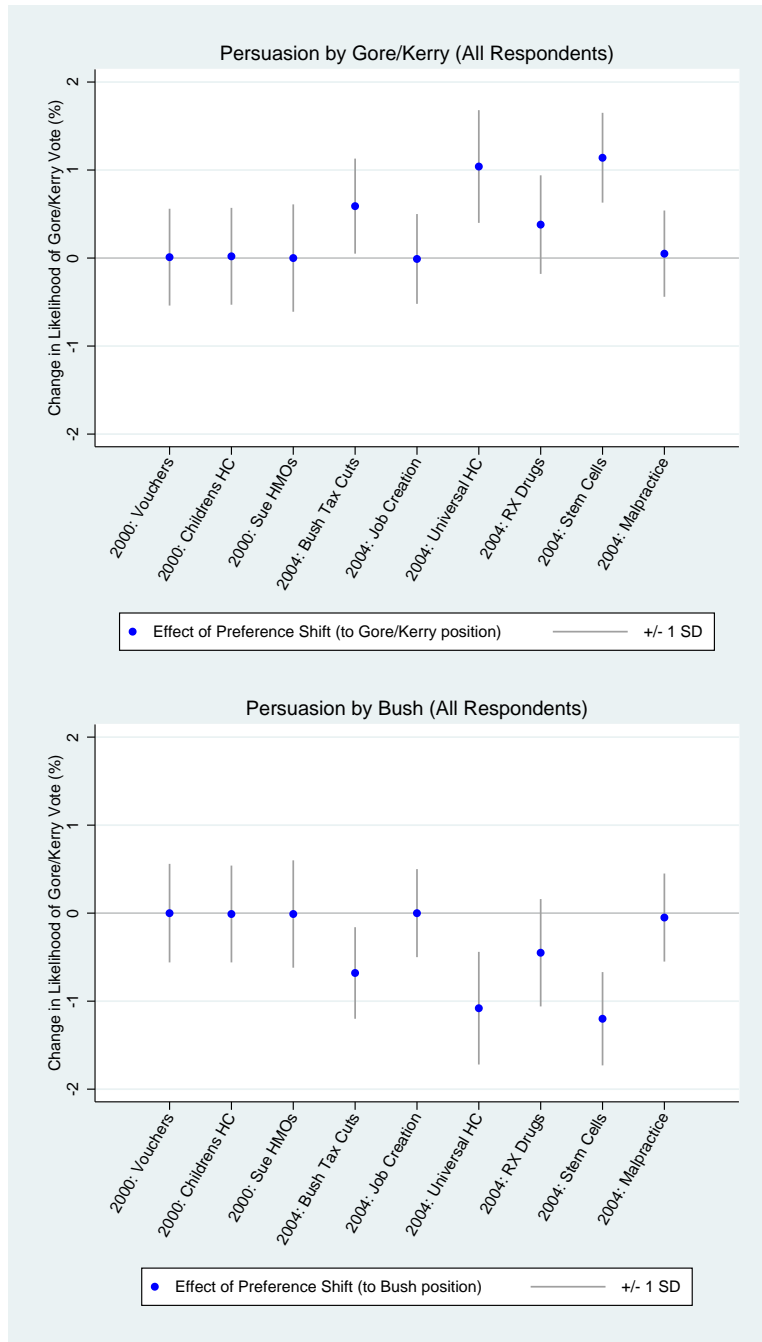 Persuasion by Gore/Kerry (All Respondents)
Change in Likelihood of Gore/Kerry Vote (%)
2
1
0
-1
-2
2000: Vouchers
2000: Childrens HC
2000: Sue HMOs
2004: Bush Tax Cuts
2004: Job Creation
2004: Universal HC
2004: RX Drugs
2004: Stem Cells
2004: Malpractice
Effect of Preference Shift (to Gore/Kerry position) +/- 1 SD
Persuasion by Bush (All Respondents)
Change in Likelihood of Gore/Kerry Vote (%)
2
1
0
-1
-2
2000: Vouchers
2000: Childrens HC
2000: Sue HMOs
2004: Bush Tax Cuts
2004: Job Creation
2004: Universal HC
2004: RX Drugs
2004: Stem Cells
2004: Malpractice
Effect of Preference Shift (to Bush position) +/- 1 SD